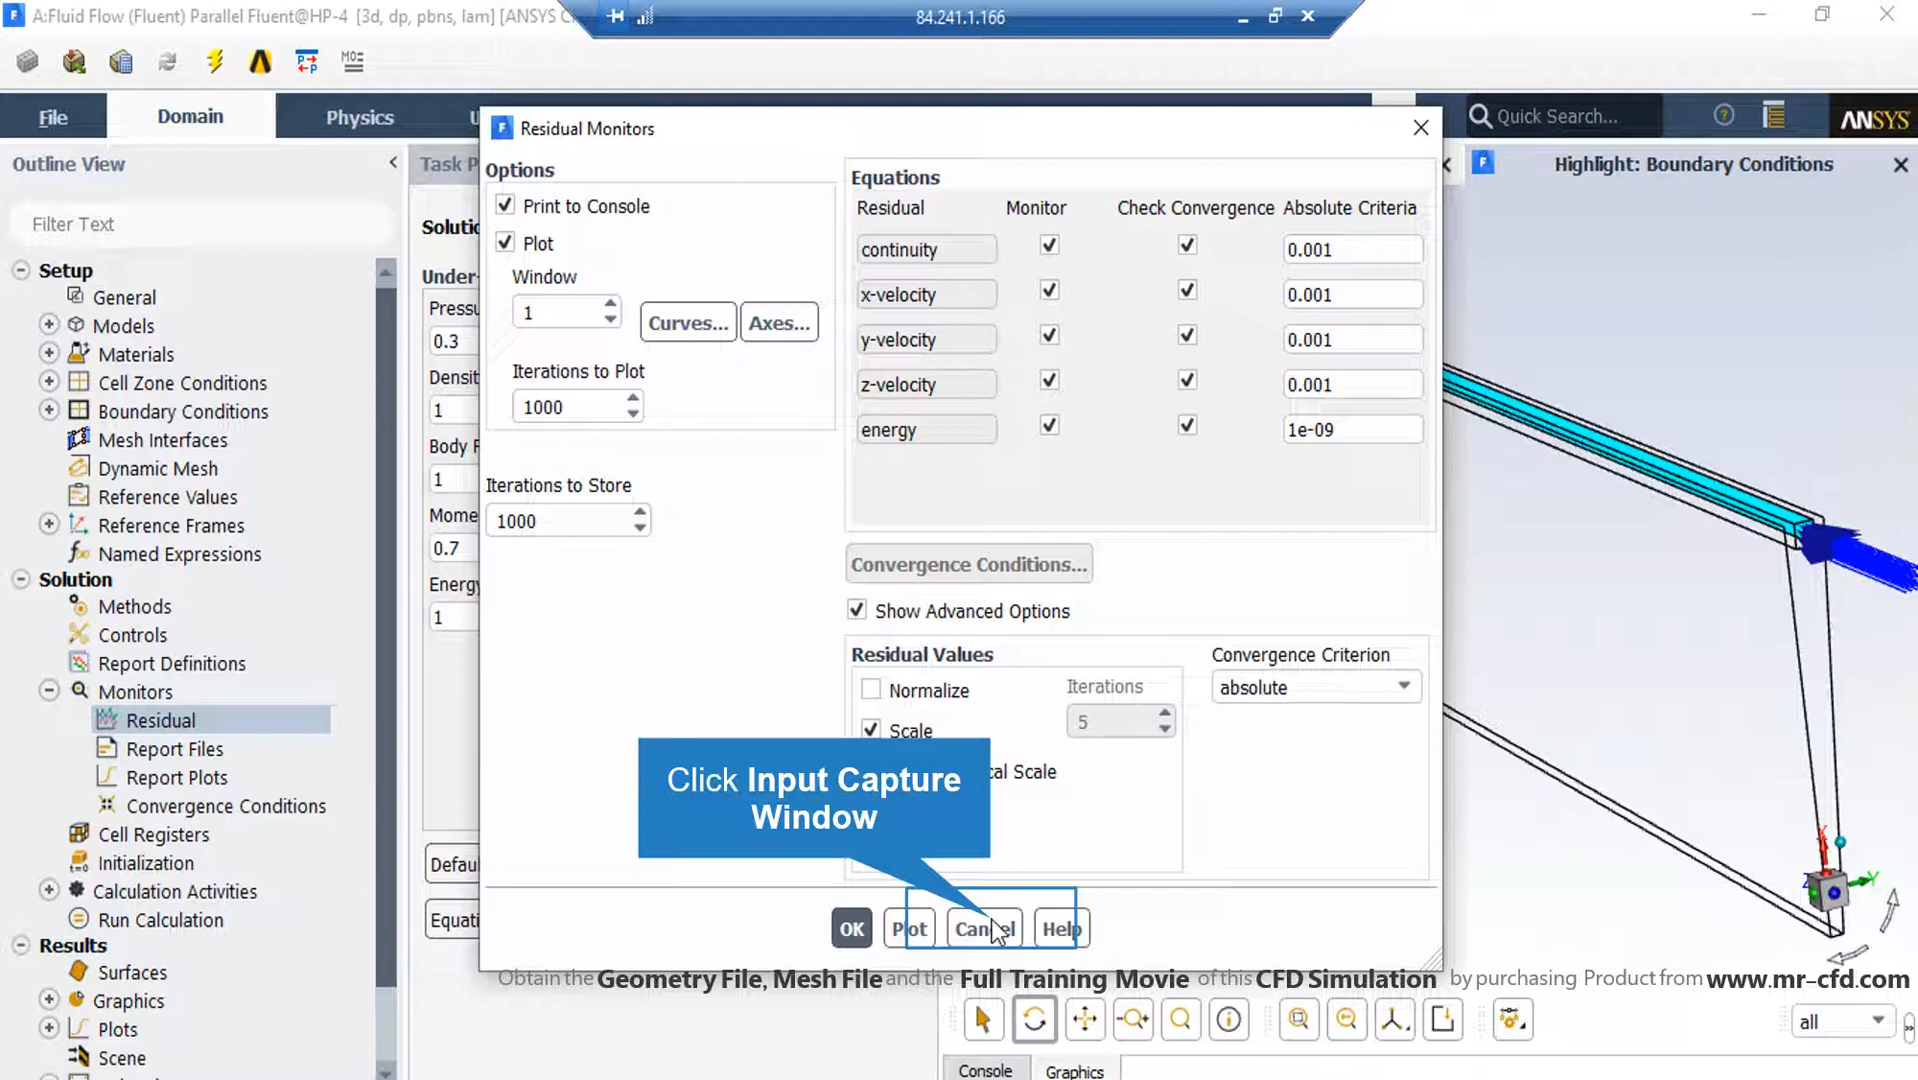 A:Fluid Flow (Fluent) Parallel Fluent@HP-4 [3d, dp, pbns, lam] [ANSYS C
84.241.1.166
File
Domain
Physics
Quick Search...
ANSYS
Outline View
Task P
Highlight: Boundary Conditions
Filter Text
Setup
General
Models
Materials
Cell Zone Conditions
Boundary Conditions
Mesh Interfaces
Dynamic Mesh
Reference Values
Reference Frames
Named Expressions
Solution
Methods
Controls
Report Definitions
Monitors
Residual
Report Files
Report Plots
Convergence Conditions
Cell Registers
Initialization
Calculation Activities
Run Calculation
Results
Surfaces
Graphics
Plots
Scene
Solutio
Under-
Pressu
0.3
Densit
1
Body F
1
Mome
0.7
Energy
1
Defaul
Equati
Residual Monitors
Options
Print to Console
Plot
Window
1
Curves...
Axes...
Iterations to Plot
1000
Iterations to Store
1000
Equations
Residual Monitor Check Convergence Absolute Criteria
continuity 0.001
x-velocity 0.001
y-velocity 0.001
z-velocity 0.001
energy 1e-09
Convergence Conditions...
Show Advanced Options
Residual Values
Normalize
Iterations
5
Scale
cal Scale
Convergence Criterion
absolute
Click Input Capture
Window
OK Plot Cancel Help
Obtain the Geometry File, Mesh File and the Full Training Movie of this CFD Simulation by purchasing Product from www.mr-cfd.com
all
Console
Graphics